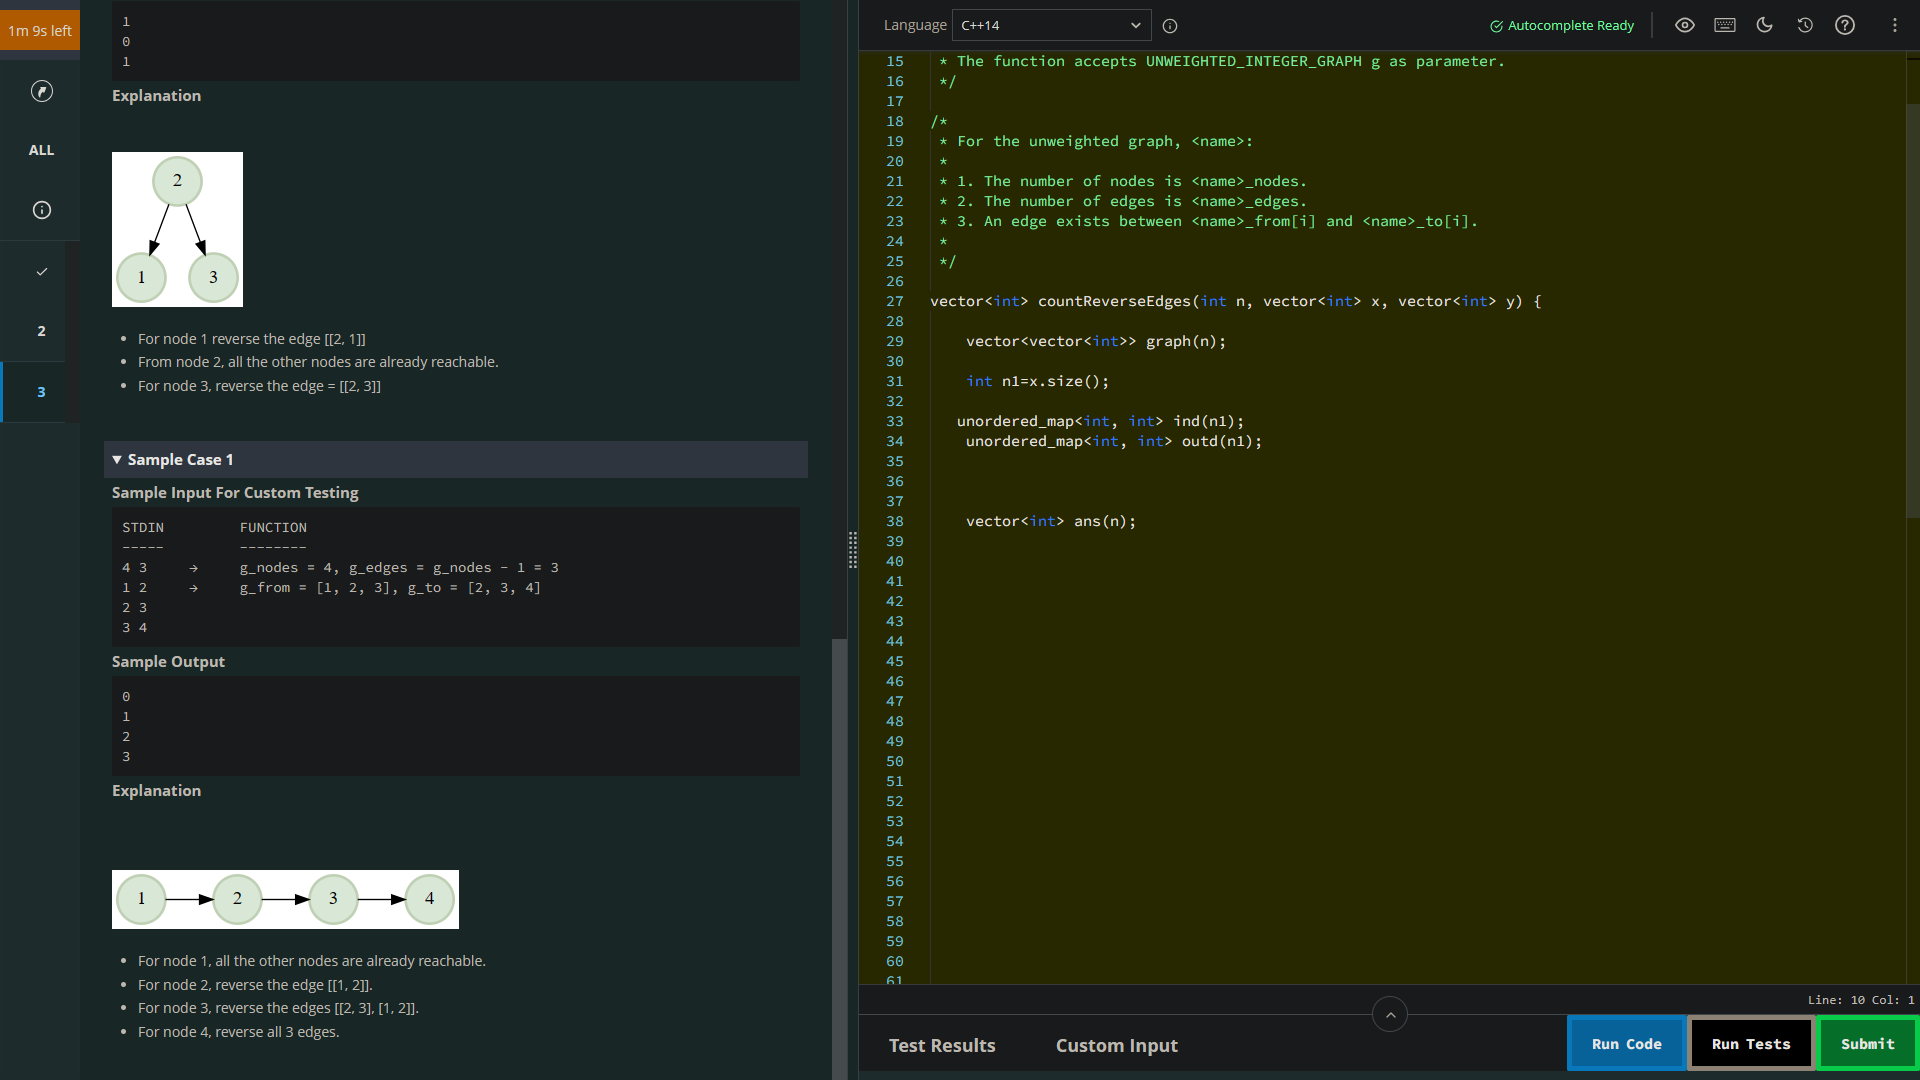 1m 9s left
ALL
2
3
1
0
1
Explanation
2
1
3
For node 1 reverse the edge [[2, 1]]
From node 2, all the other nodes are already reachable.
For node 3, reverse the edge = [[2, 3]]
▼ Sample Case 1
Sample Input For Custom Testing
STDIN FUNCTION
----- --------
4 3 → g_nodes = 4, g_edges = g_nodes - 1 = 3
1 2 → g_from = [1, 2, 3], g_to = [2, 3, 4]
2 3
3 4
Sample Output
0
1
2
3
Explanation
1 2 3 4
For node 1, all the other nodes are already reachable.
For node 2, reverse the edge [[1, 2]].
For node 3, reverse the edges [[2, 3], [1, 2]].
For node 4, reverse all 3 edges.
Language C++14 Autocomplete Ready
15 * The function accepts UNWEIGHTED_INTEGER_GRAPH g as parameter.
16 */
17
18 /*
19 * For the unweighted graph, <name>:
20 *
21 * 1. The number of nodes is <name>_nodes.
22 * 2. The number of edges is <name>_edges.
23 * 3. An edge exists between <name>_from[i] and <name>_to[i].
24 *
25 */
26
27 vector<int> countReverseEdges(int n, vector<int> x, vector<int> y) {
28
29 vector<vector<int>> graph(n);
30
31 int n1=x.size();
32
33 unordered_map<int, int> ind(n1);
34 unordered_map<int, int> outd(n1);
35
36
37
38 vector<int> ans(n);
39
40
41
42
43
44
45
46
47
48
49
50
51
52
53
54
55
56
57
58
59
60
61
Line: 10 Col: 1
Test Results
Custom Input
Run Code
Run Tests
Submit